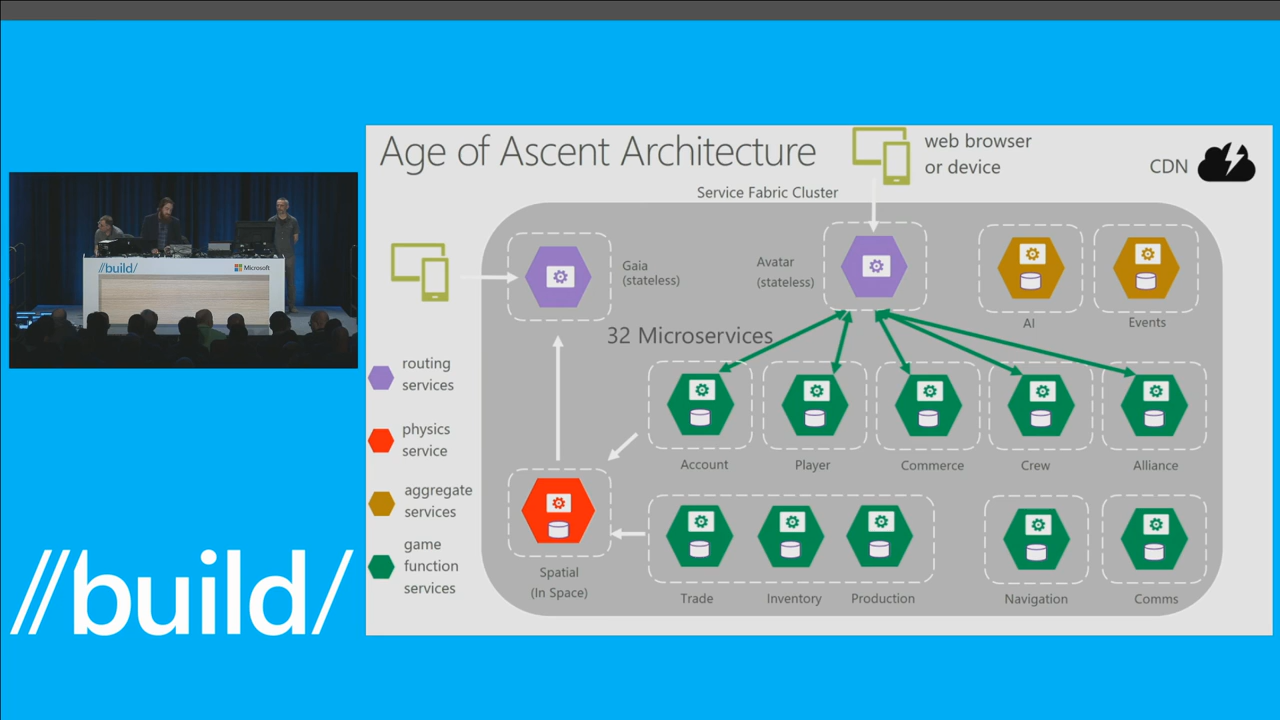 Age of Ascent Architecture
web browser
or device
CDN
Service Fabric Cluster
Gaia
(stateless)
Avatar
(stateless)
AI
Events
32 Microservices
routing
services
physics
service
aggregate
services
game
function
services
Account
Player
Commerce
Crew
Alliance
Spatial
(In Space)
Trade
Inventory
Production
Navigation
Comms
//build/
Microsoft
//build/